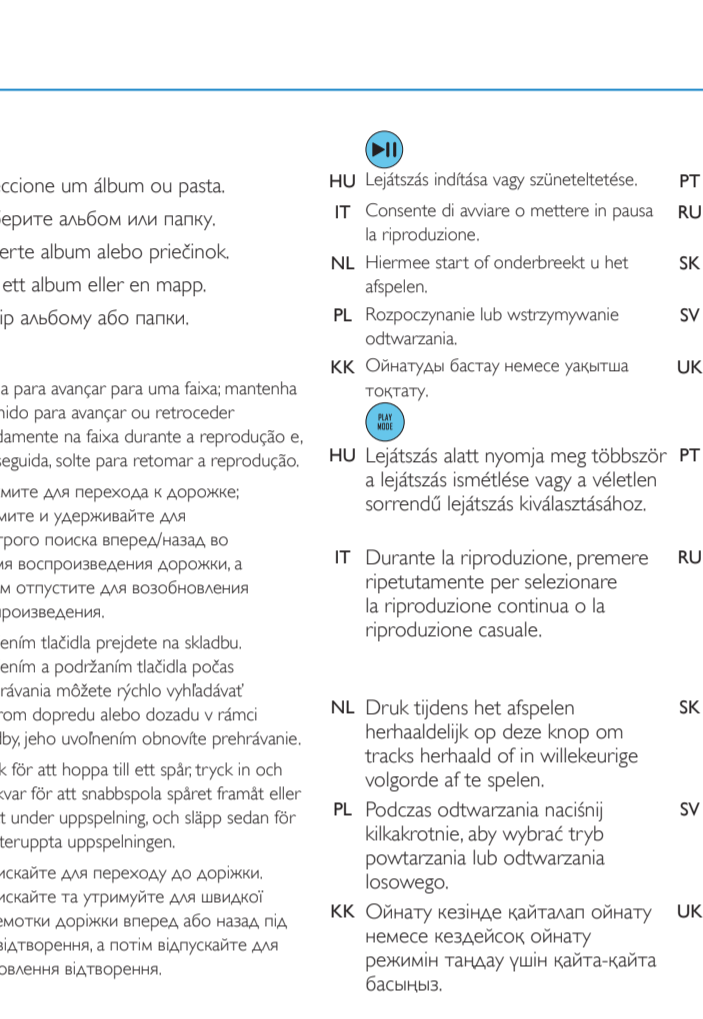 eccione um álbum ou pasta.
берите альбом или папку.
erte album alebo priečinok.
ett album eller en mapp.
ір альбому або папки.
a para avançar para uma faixa; mantenha
nido para avançar ou retroceder
damente na faixa durante a reprodução e,
seguida, solte para retomar a reprodução.
мите для перехода к дорожке;
мите и удерживайте для
трого поиска вперед/назад во
мя воспроизведения дорожки, а
м отпустите для возобновления
произведения.
ením tlačidla prejdete na skladbu.
ením a podržaním tlačidla počas
rávania môžete rýchlo vyhľadávať
rom dopredu alebo dozadu v rámci
dby, jeho uvoľnením obnovíte prehrávanie.
k för att hoppa till ett spår, tryck in och
kvar för att snabbspola spåret framåt eller
t under uppspelning, och släpp sedan för
teruppta uppspelningen.
искайте для переходу до доріжки.
искайте та утримуйте для швидкої
емотки доріжки вперед або назад під
відтворення, а потім відпускайте для
овлення відтворення.
HU Lejátszás indítása vagy szüneteltetése.
IT Consente di avviare o mettere in pausa
la riproduzione.
NL Hiermee start of onderbreekt u het
afspelen.
PL Rozpoczynanie lub wstrzymywanie
odtwarzania.
KK Ойнатуды бастау немесе уақытша
тоқтату.
PLAY
MODE
HU Lejátszás alatt nyomja meg többször
a lejátszás ismétlése vagy a véletlen
sorrendű lejátszás kiválasztásához.
IT Durante la riproduzione, premere
ripetutamente per selezionare
la riproduzione continua o la
riproduzione casuale.
NL Druk tijdens het afspelen
herhaaldelijk op deze knop om
tracks herhaald of in willekeurige
volgorde af te spelen.
PL Podczas odtwarzania naciśnij
kilkakrotnie, aby wybrać tryb
powtarzania lub odtwarzania
losowego.
KK Ойнату кезінде қайталап ойнату
немесе кездейсоқ ойнату
режимін таңдау үшін қайта-қайта
басыңыз.
PT
RU
SK
SV
UK
PT
RU
SK
SV
UK